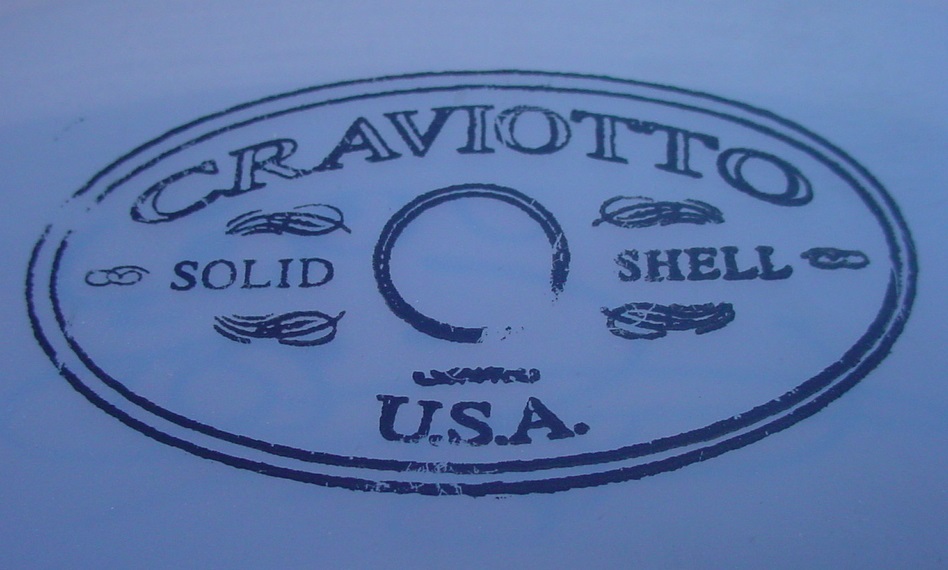 CRAVIOTTO
SOLID SHELL
U.S.A.